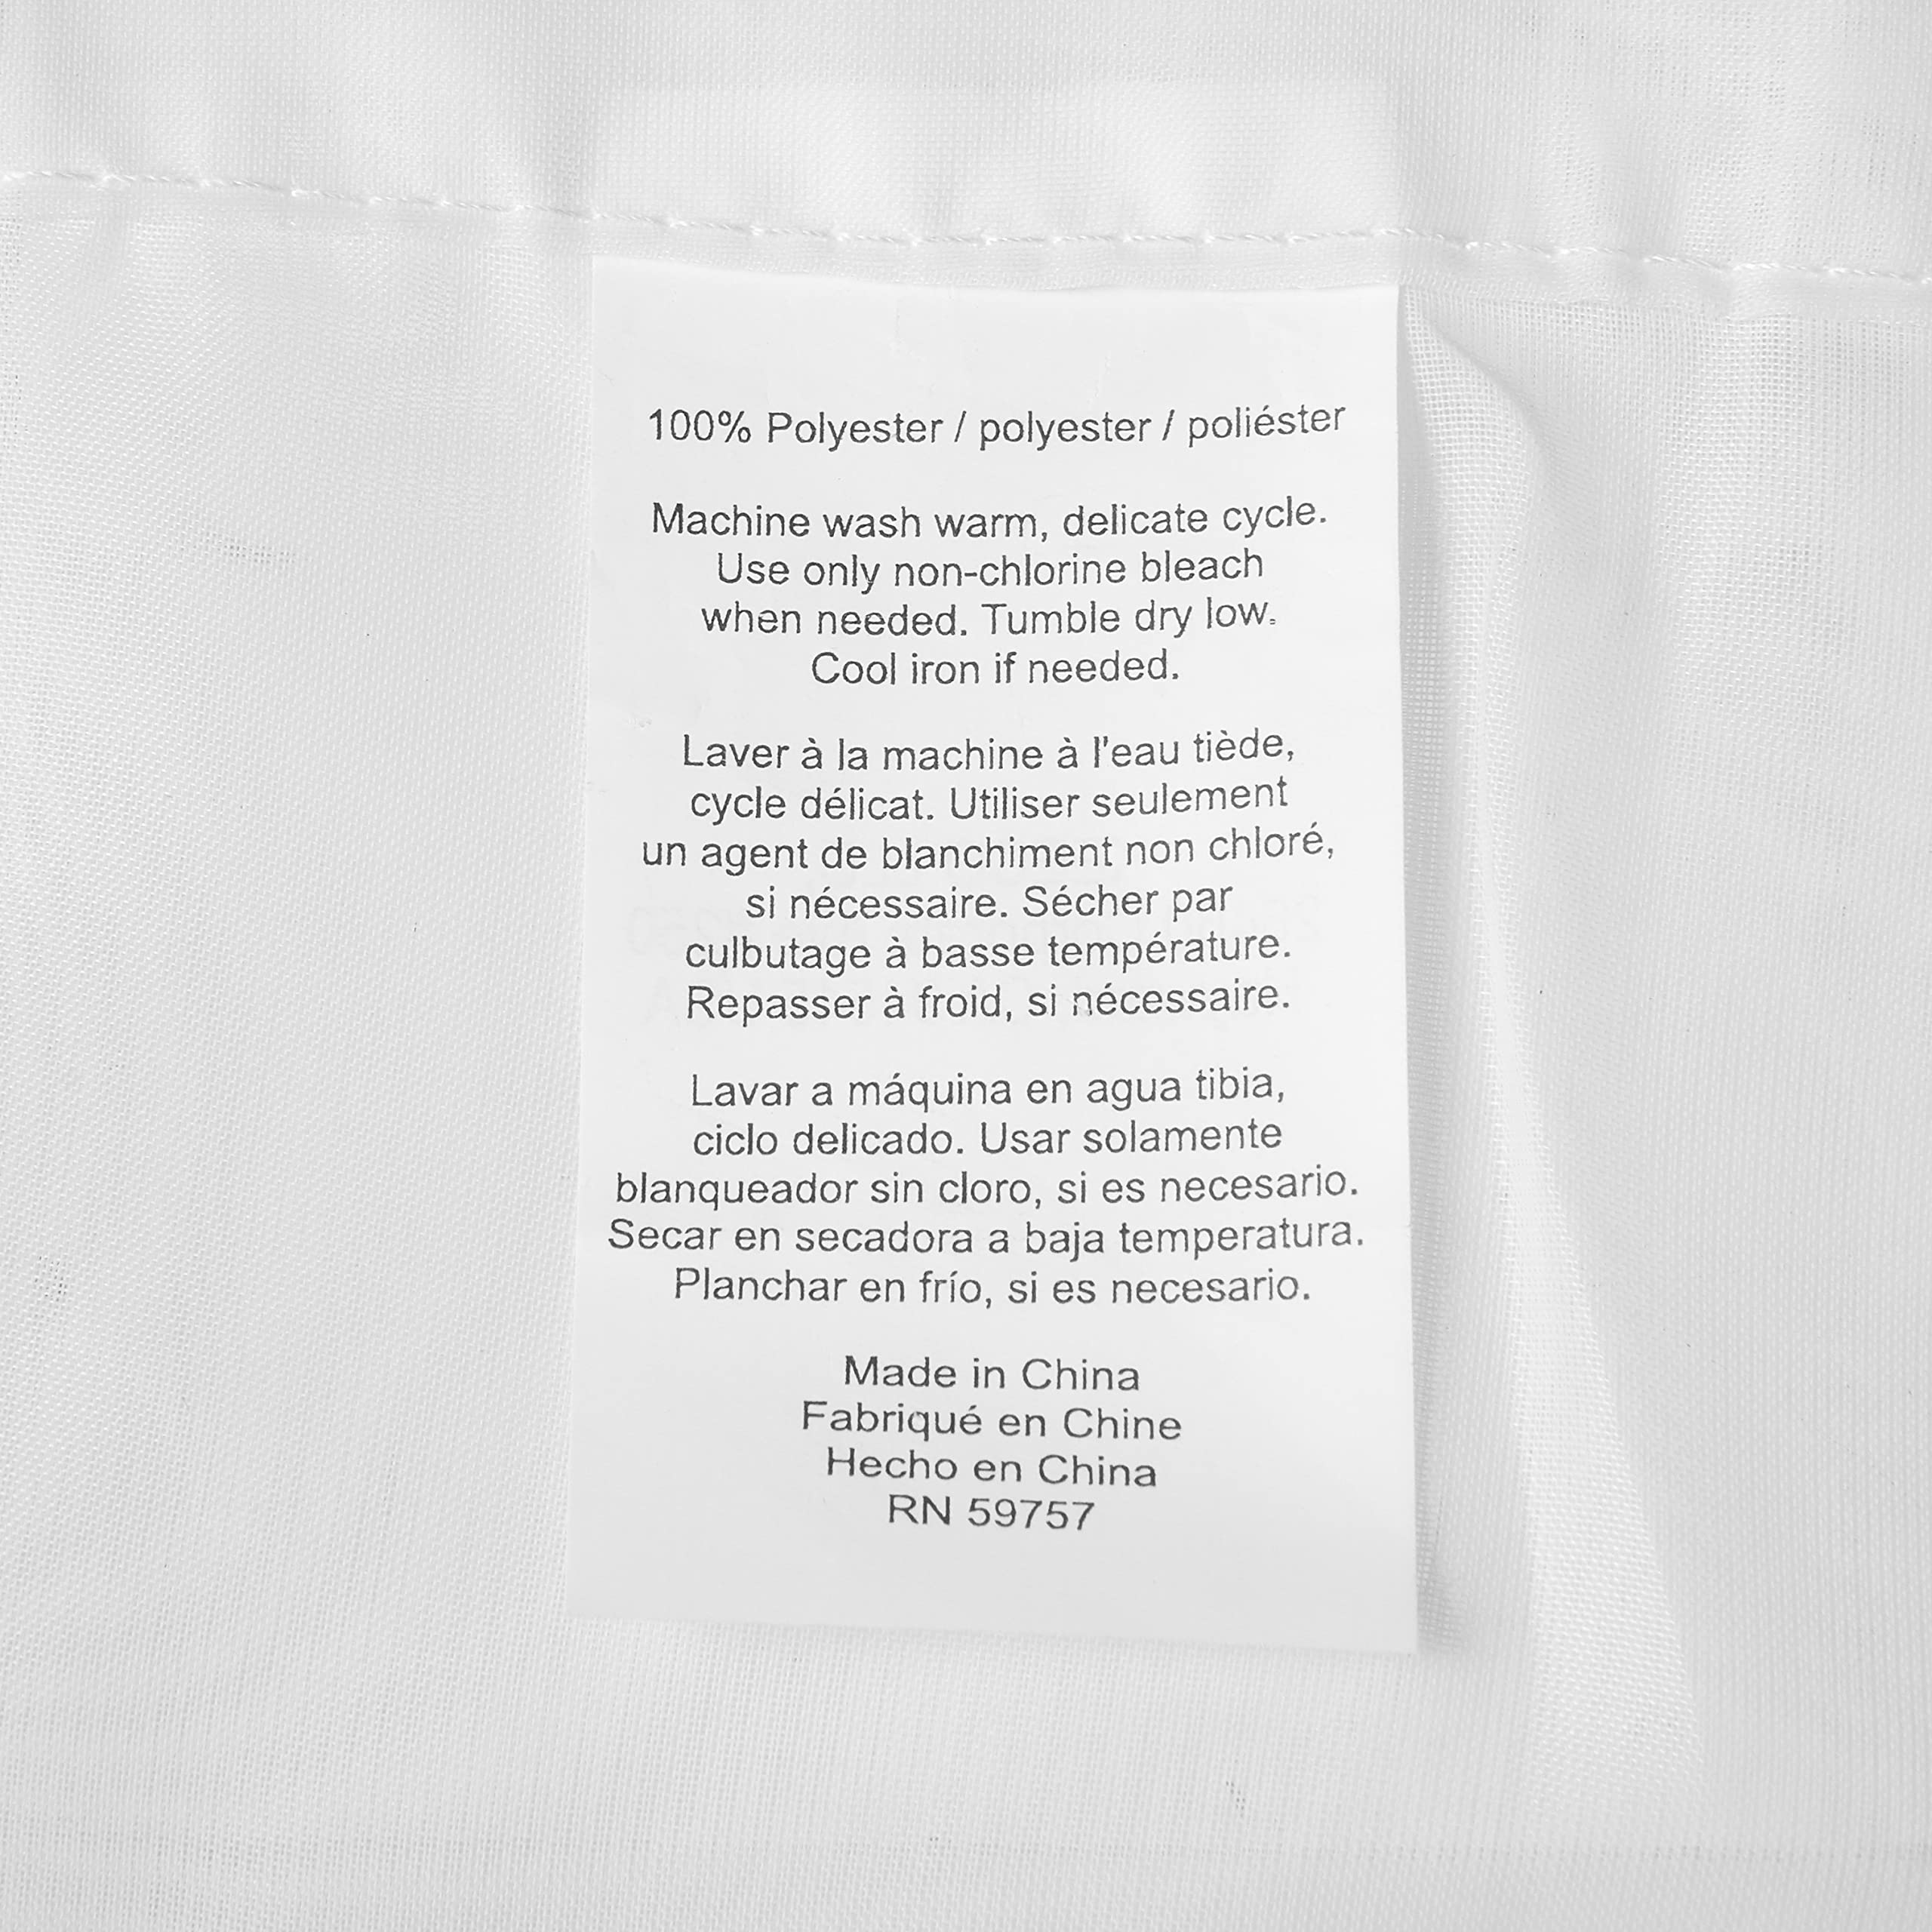 100% Polyester / polyester / poliéster
Machine wash warm, delicate cycle.
Use only non-chlorine bleach
when needed. Tumble dry low.
Cool iron if needed.
Laver à la machine à l'eau tiède,
cycle délicat. Utiliser seulement
un agent de blanchiment non chloré,
si nécessaire. Sécher par
culbutage à basse température.
Repasser à froid, si nécessaire.
Lavar a máquina en agua tibia,
ciclo delicado. Usar solamente
blanqueador sin cloro, si es necesario.
Secar en secadora a baja temperatura.
Planchar en frío, si es necesario.
Made in China
Fabriqué en Chine
Hecho en China
RN 59757